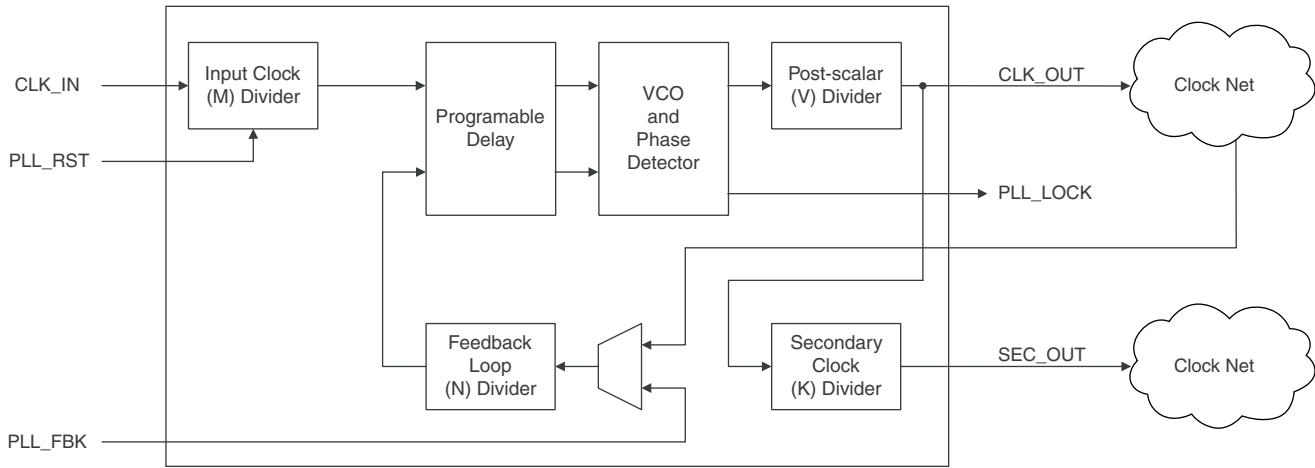 CLK_IN
PLL_RST
Input Clock
(M) Divider
Programable
Delay
VCO
and
Phase
Detector
Post-scalar
(V) Divider
CLK_OUT
Clock Net
PLL_LOCK
Feedback
Loop
(N) Divider
Secondary
Clock
(K) Divider
SEC_OUT
Clock Net
PLL_FBK